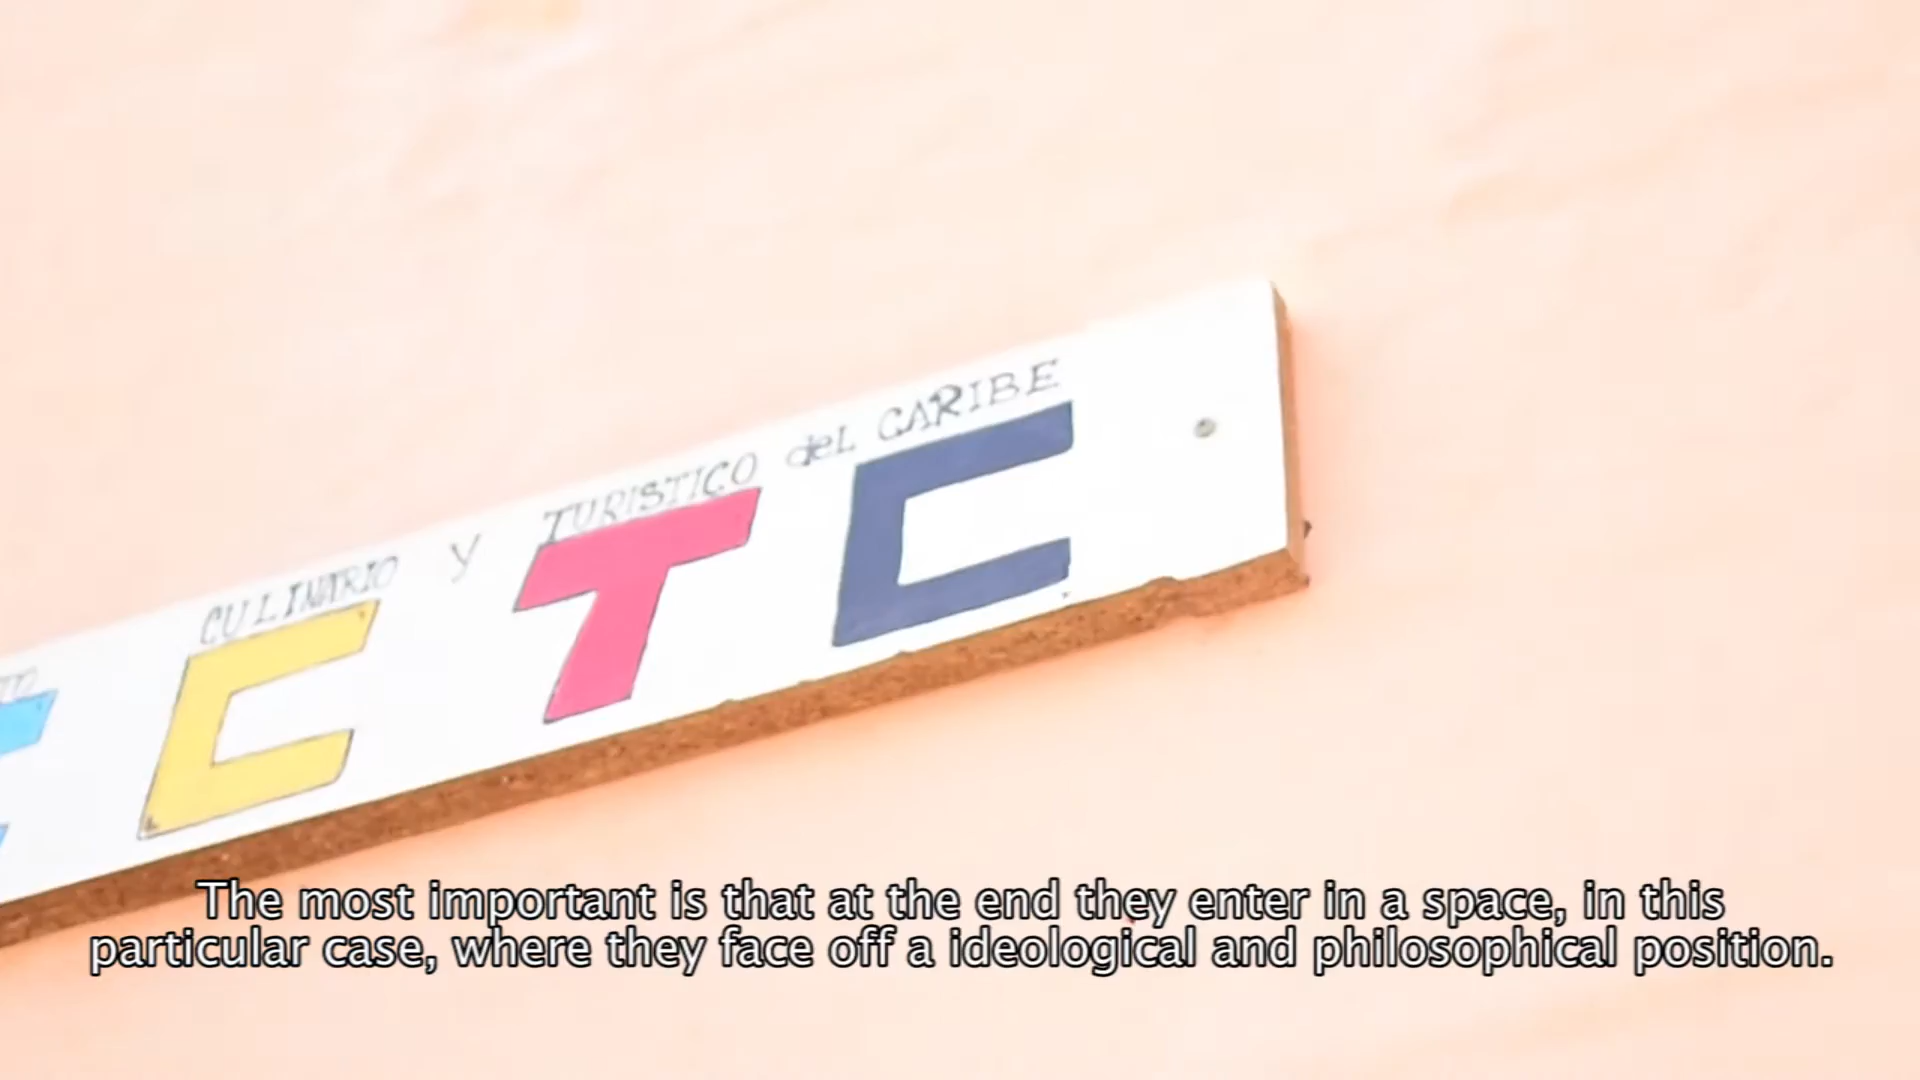 CULINARIO y TURISTICO deL CARIBE
C T C
The most important is that at the end they enter in a space, in this
particular case, where they face off a ideological and philosophical position.